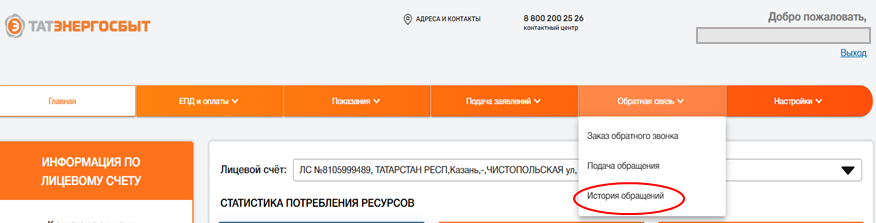 ТАТЭНЕРГОСБЫТ
АДРЕСА И КОНТАКТЫ
8 800 200 25 26
контактный центр
Добро пожаловать,
Выход
Главная
ЕПД и оплаты
Показания
Подача заявлений
Обратная связь
Настройки
Заказ обратного звонка
Подача обращения
История обращений
ИНФОРМАЦИЯ ПО
ЛИЦЕВОМУ СЧЕТУ
Лицевой счёт:
ЛС №8105999489, ТАТАРСТАН РЕСП,Казань,-,ЧИСТОПОЛЬСКАЯ ул,
СТАТИСТИКА ПОТРЕБЛЕНИЯ РЕСУРСОВ